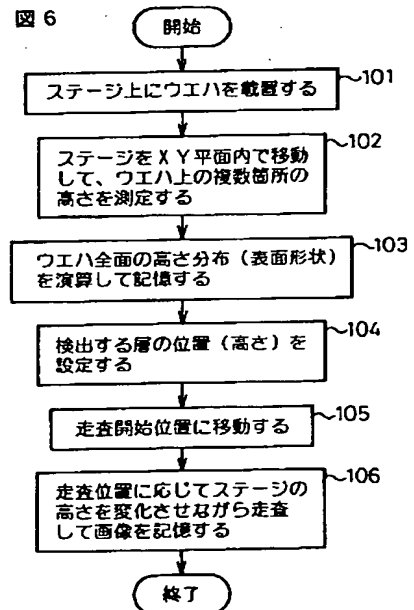 図6
開始
101
ステージ上にウエハを載置する
102
ステージをXY平面内で移動
して、ウエハ上の複数箇所の
高さを測定する
103
ウエハ全面の高さ分布(表面形状)
を演算して記憶する
104
検出する層の位置(高さ)を
設定する
105
走査開始位置に移動する
106
走査位置に応じてステージの
高さを変化させながら走査
して画像を記憶する
終了